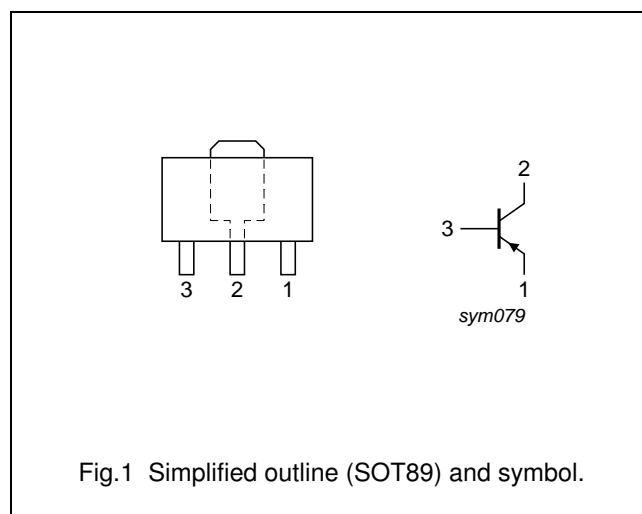 3 2 1
2
3
1
sym079
Fig.1 Simplified outline (SOT89) and symbol.